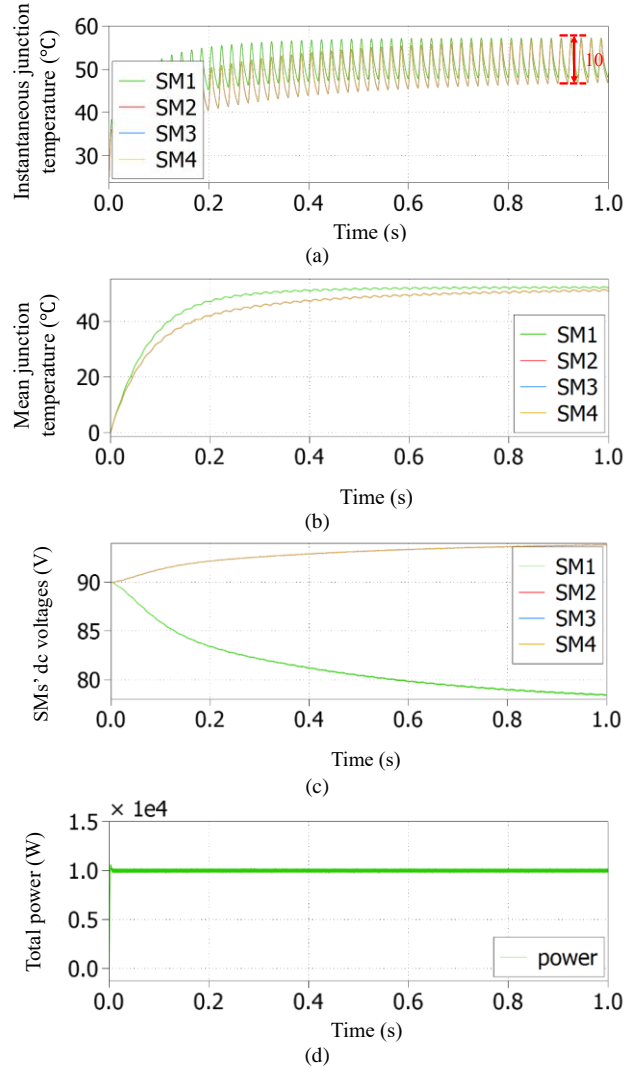 Instantaneous junction
temperature (℃)
60
50
40
30
SM1
SM2
SM3
SM4
10
0.0 0.2 0.4 0.6 0.8 1.0
Time (s)
(a)
Mean junction
temperature (℃)
40
20
0
SM1
SM2
SM3
SM4
0.0 0.2 0.4 0.6 0.8 1.0
Time (s)
(b)
SMs’ dc voltages (V)
90
85
80
SM1
SM2
SM3
SM4
0.0 0.2 0.4 0.6 0.8 1.0
Time (s)
(c)
Total power (W)
× 1e4
1.0
0.5
0.0
power
0.0 0.2 0.4 0.6 0.8 1.0
Time (s)
(d)